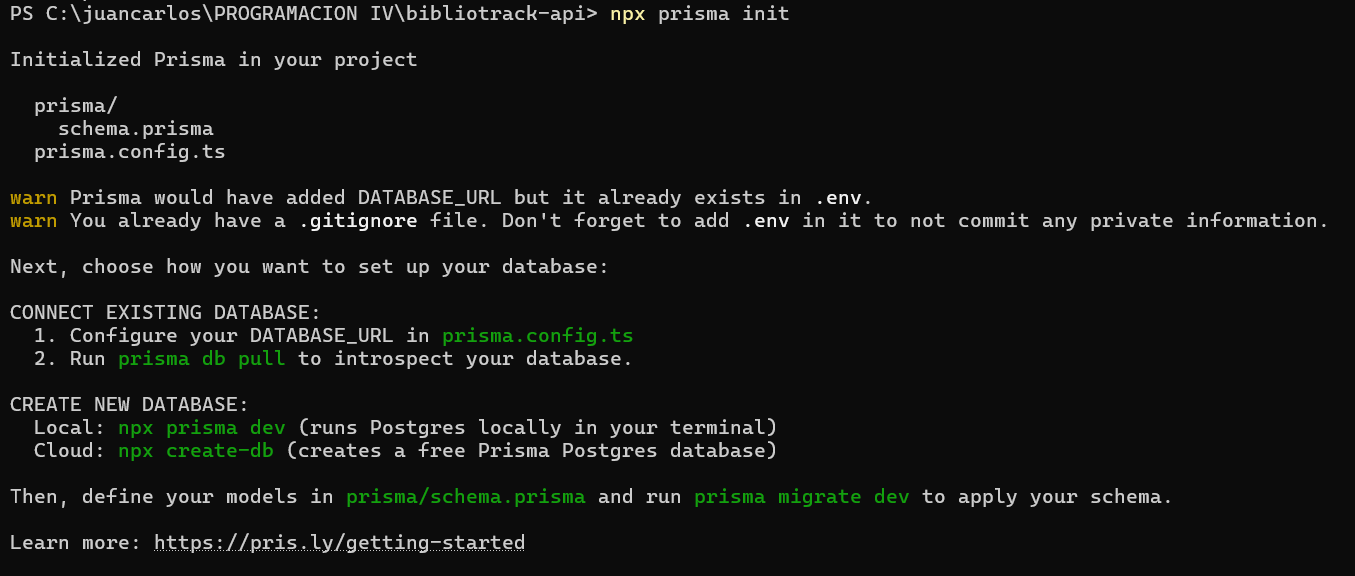 PS C:\juancarlos\PROGRAMACION IV\bibliotrack-api> npx prisma init
Initialized Prisma in your project
prisma/
schema.prisma
prisma.config.ts
warn Prisma would have added DATABASE_URL but it already exists in .env.
warn You already have a .gitignore file. Don't forget to add .env in it to not commit any private information.
Next, choose how you want to set up your database:
CONNECT EXISTING DATABASE:
1. Configure your DATABASE_URL in prisma.config.ts
2. Run prisma db pull to introspect your database.
CREATE NEW DATABASE:
Local: npx prisma dev (runs Postgres locally in your terminal)
Cloud: npx create-db (creates a free Prisma Postgres database)
Then, define your models in prisma/schema.prisma and run prisma migrate dev to apply your schema.
Learn more: https://pris.ly/getting-started